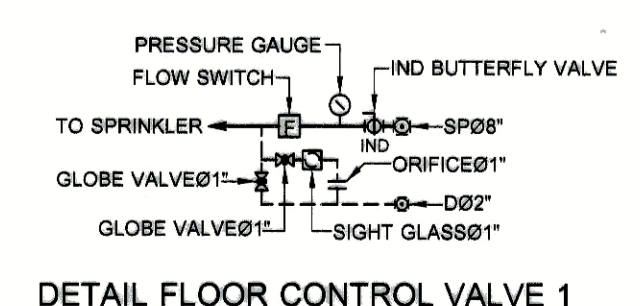 PRESSURE GAUGE
FLOW SWITCH
IND BUTTERFLY VALVE
TO SPRINKLER
F
SPØ8"
IND
ORIFICEØ1"
GLOBE VALVEØ1"
DØ2"
GLOBE VALVEØ1"
SIGHT GLASSØ1"
DETAIL FLOOR CONTROL VALVE 1